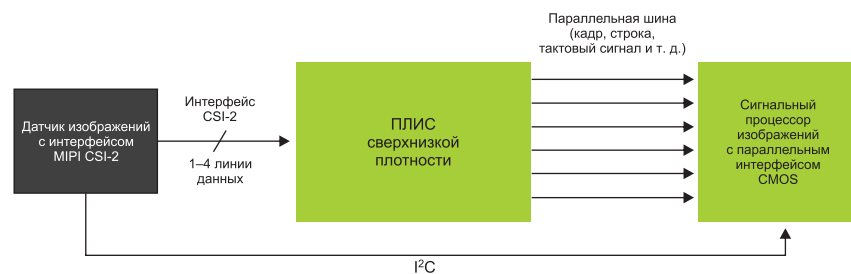 Параллельная шина
(кадр, строка,
тактовый сигнал и т. д.)
Датчик изображений
с интерфейсом
MIPI CSI-2
Интерфейс
CSI-2
1–4 линии
данных
ПЛИС
сверхнизкой
плотности
Сигнальный
процессор
изображений
с параллельным
интерфейсом
CMOS
I²C